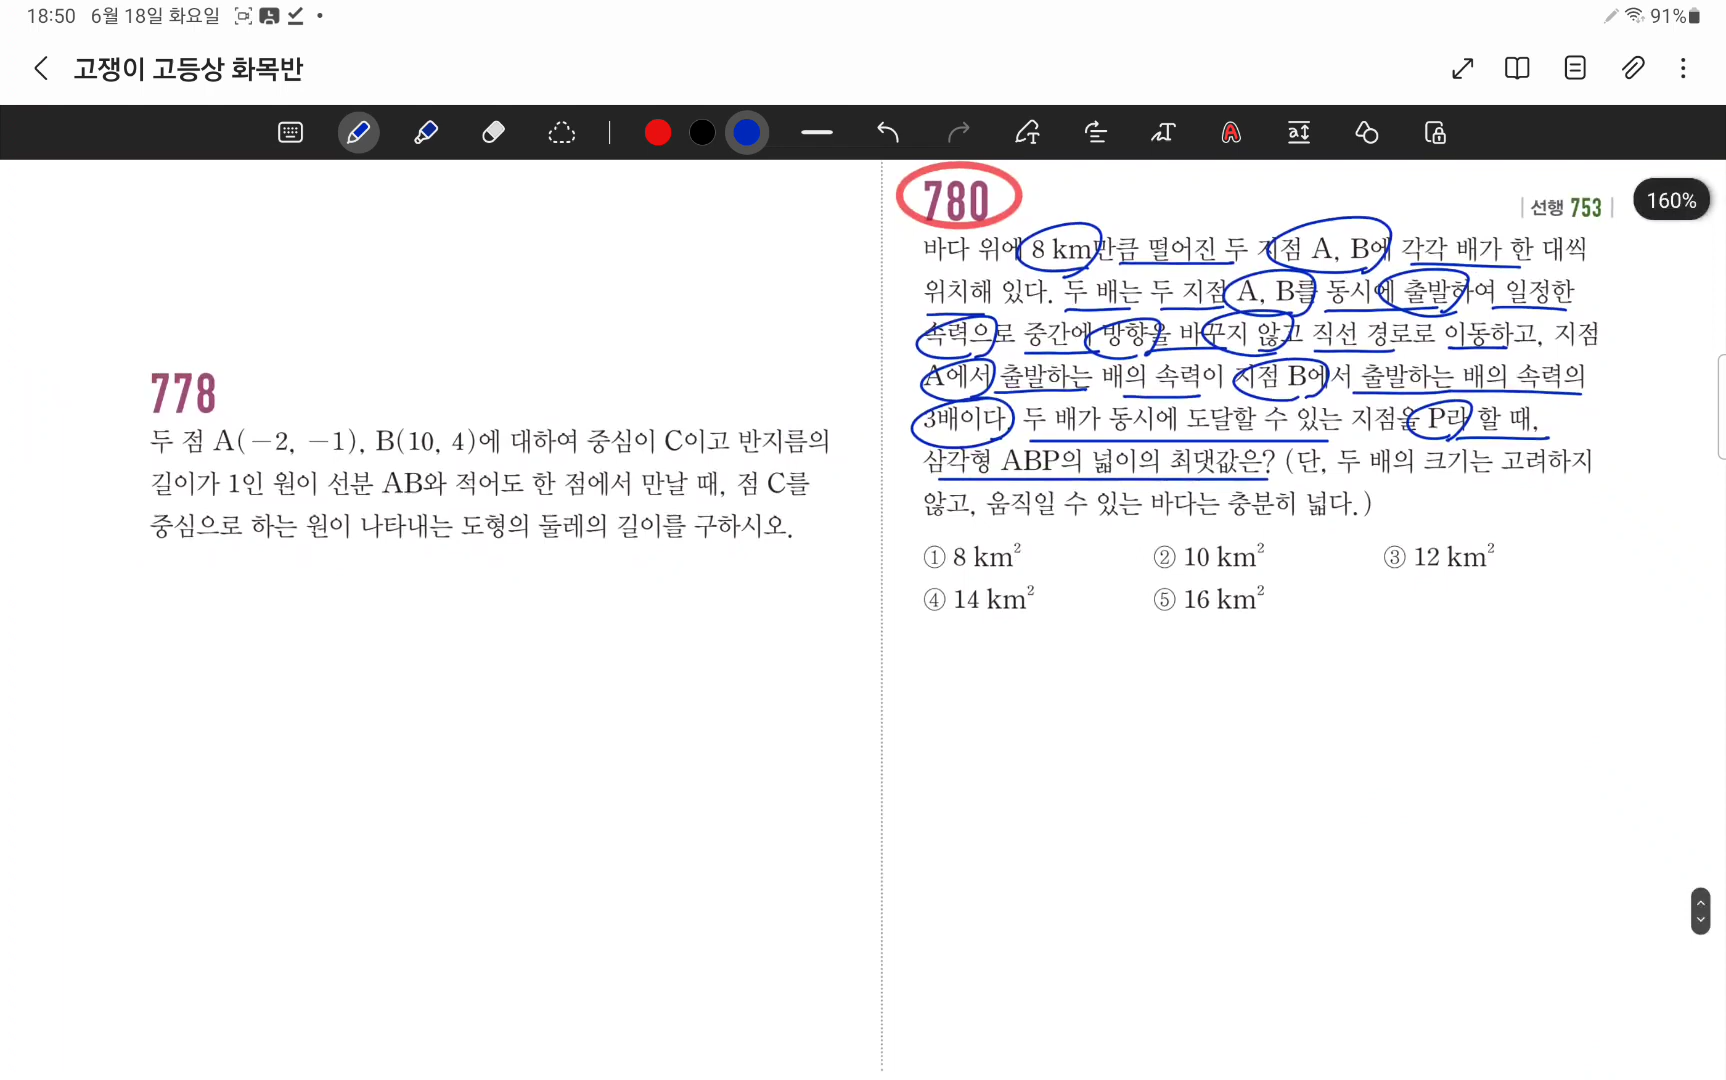 18:50 6월 18일 화요일
91%
고쟁이 고등상 화목반
160%
778
두 점 A(−2, −1), B(10, 4)에 대하여 중심이 C이고 반지름의
길이가 1인 원이 선분 AB와 적어도 한 점에서 만날 때, 점 C를
중심으로 하는 원이 나타내는 도형의 둘레의 길이를 구하시오.
780
| 선행 753 |
바다 위에 8 km만큼 떨어진 두 지점 A, B에 각각 배가 한 대씩
위치해 있다. 두 배는 두 지점 A, B를 동시에 출발하여 일정한
속력으로 중간에 방향을 바꾸지 않고 직선 경로로 이동하고, 지점
A에서 출발하는 배의 속력이 지점 B에서 출발하는 배의 속력의
3배이다. 두 배가 동시에 도달할 수 있는 지점을 P라 할 때,
삼각형 ABP의 넓이의 최댓값은? (단, 두 배의 크기는 고려하지
않고, 움직일 수 있는 바다는 충분히 넓다.)
① 8 km² ② 10 km² ③ 12 km²
④ 14 km² ⑤ 16 km²